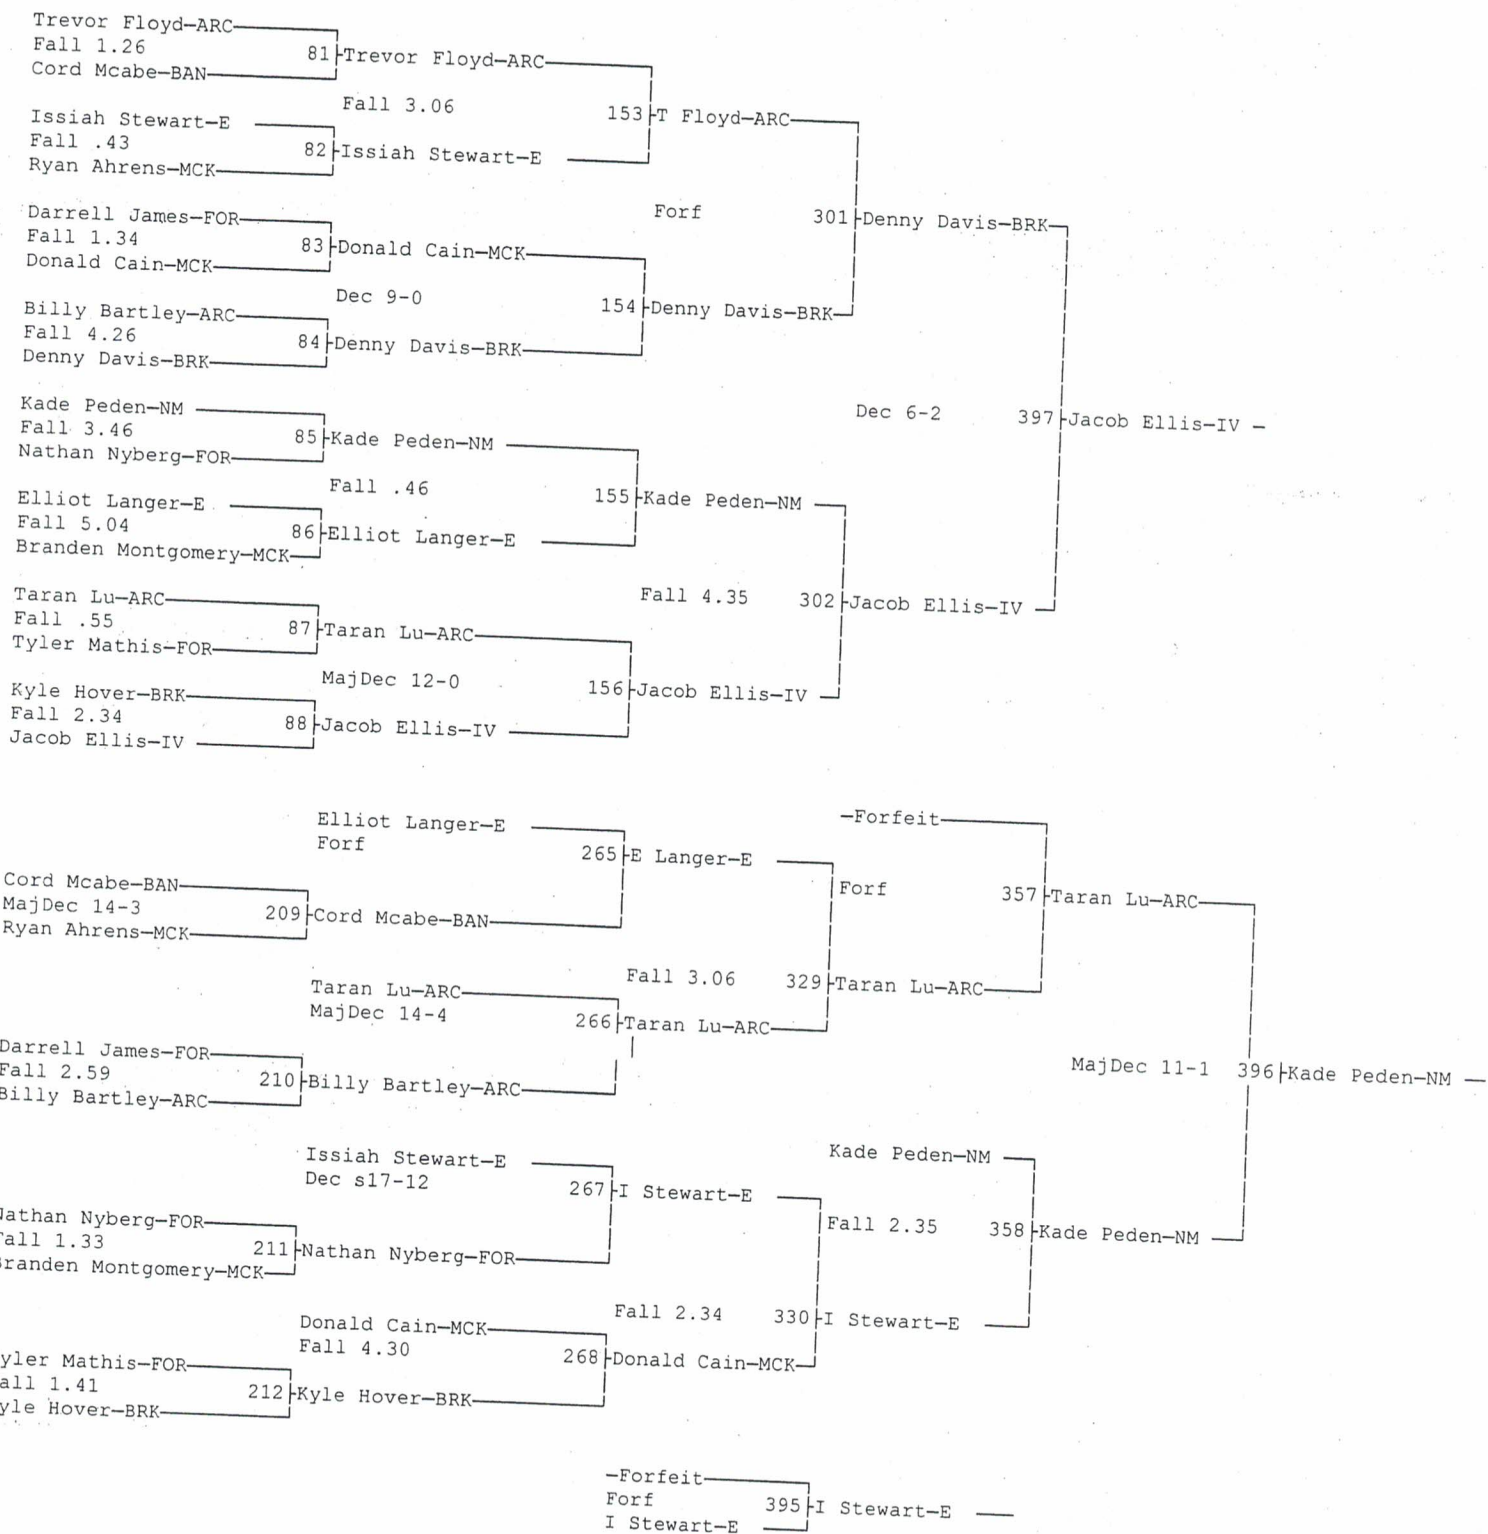 Trevor Floyd—ARC
Fall 1.26
81 Trevor Floyd—ARC
Cord Mcabe—BAN
Fall 3.06
153 T Floyd—ARC
Issiah Stewart—E
Fall .43
82 Issiah Stewart—E
Ryan Ahrens—MCK
Forf
301 Denny Davis—BRK
Darrell James—FOR
Fall 1.34
83 Donald Cain—MCK
Donald Cain—MCK
Dec 9-0
154 Denny Davis—BRK
Billy Bartley—ARC
Fall 4.26
84 Denny Davis—BRK
Denny Davis—BRK
Dec 6-2
397 Jacob Ellis—IV —
Kade Peden—NM
Fall 3.46
85 Kade Peden—NM
Nathan Nyberg—FOR
Fall .46
155 Kade Peden—NM
Elliot Langer—E
Fall 5.04
86 Elliot Langer—E
Branden Montgomery—MCK
Fall 4.35
302 Jacob Ellis—IV
Taran Lu—ARC
Fall .55
87 Taran Lu—ARC
Tyler Mathis—FOR
MajDec 12-0
156 Jacob Ellis—IV
Kyle Hover—BRK
Fall 2.34
88 Jacob Ellis—IV
Jacob Ellis—IV
Elliot Langer—E
Forf
265 E Langer—E
—Forfeit
Forf
357 Taran Lu—ARC
Cord Mcabe—BAN
MajDec 14-3
209 Cord Mcabe—BAN
Ryan Ahrens—MCK
Fall 3.06
329 Taran Lu—ARC
Taran Lu—ARC
MajDec 14-4
266 Taran Lu—ARC
Darrell James—FOR
Fall 2.59
210 Billy Bartley—ARC
Billy Bartley—ARC
MajDec 11-1
396 Kade Peden—NM —
Issiah Stewart—E
Dec s17-12
267 I Stewart—E
Kade Peden—NM
Fall 2.35
358 Kade Peden—NM
Nathan Nyberg—FOR
Fall 1.33
211 Nathan Nyberg—FOR
Branden Montgomery—MCK
Fall 2.34
330 I Stewart—E
Donald Cain—MCK
Fall 4.30
268 Donald Cain—MCK
yler Mathis—FOR
all 1.41
212 Kyle Hover—BRK
yle Hover—BRK
—Forfeit
Forf
395 I Stewart—E
I Stewart—E